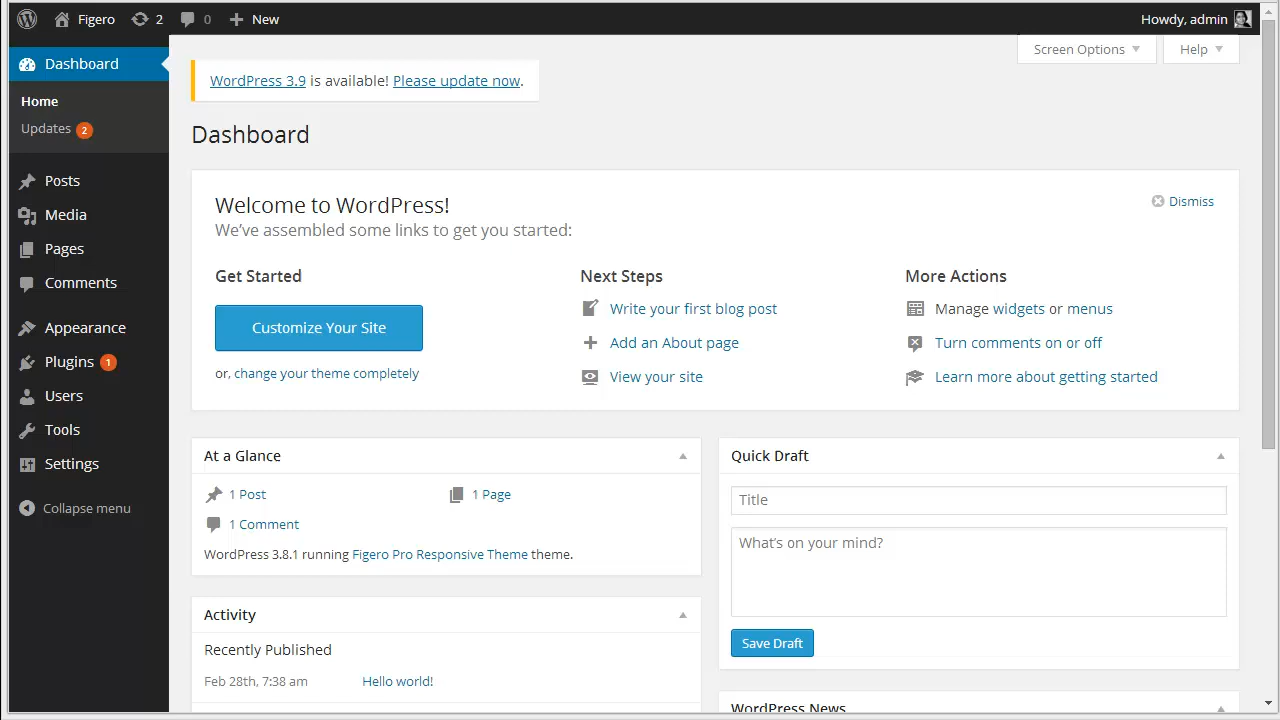 Figero 2 0 New Howdy, admin
Screen Options Help
Dashboard
Home
Updates 2
Posts
Media
Pages
Comments
Appearance
Plugins 1
Users
Tools
Settings
Collapse menu
WordPress 3.9 is available! Please update now.
Dashboard
Welcome to WordPress!
Dismiss
We've assembled some links to get you started:
Get Started
Customize Your Site
or, change your theme completely
Next Steps
Write your first blog post
Add an About page
View your site
More Actions
Manage widgets or menus
Turn comments on or off
Learn more about getting started
At a Glance
1 Post 1 Page
1 Comment
WordPress 3.8.1 running Figero Pro Responsive Theme theme.
Activity
Recently Published
Feb 28th, 7:38 am Hello world!
Quick Draft
Title
What's on your mind?
Save Draft
WordPress News